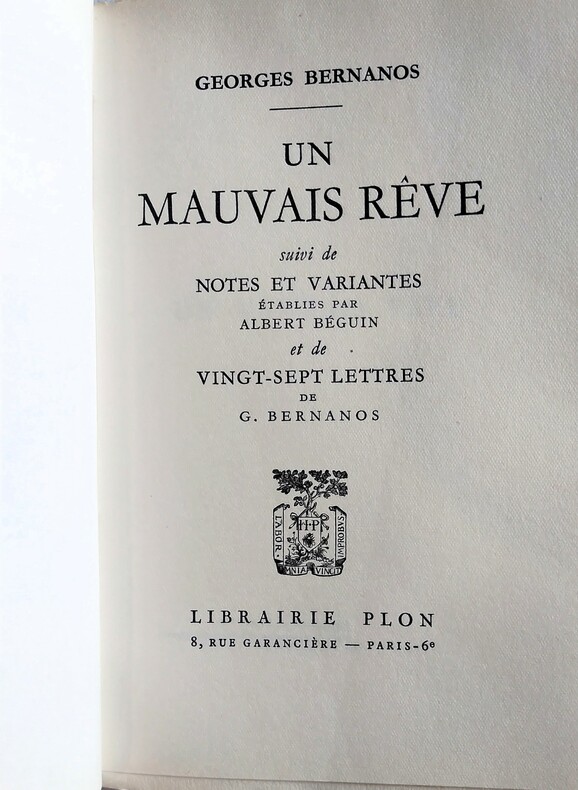 GEORGES BERNANOS
UN
MAUVAIS RÊVE
suivi de
NOTES ET VARIANTES
ÉTABLIES PAR
ALBERT BÉGUIN
et de
VINGT-SEPT LETTRES
DE
G. BERNANOS
H·P
LABOR
IMPROBVS
OMNIA VINCIT
LIBRAIRIE PLON
8, RUE GARANCIÈRE — PARIS-6e